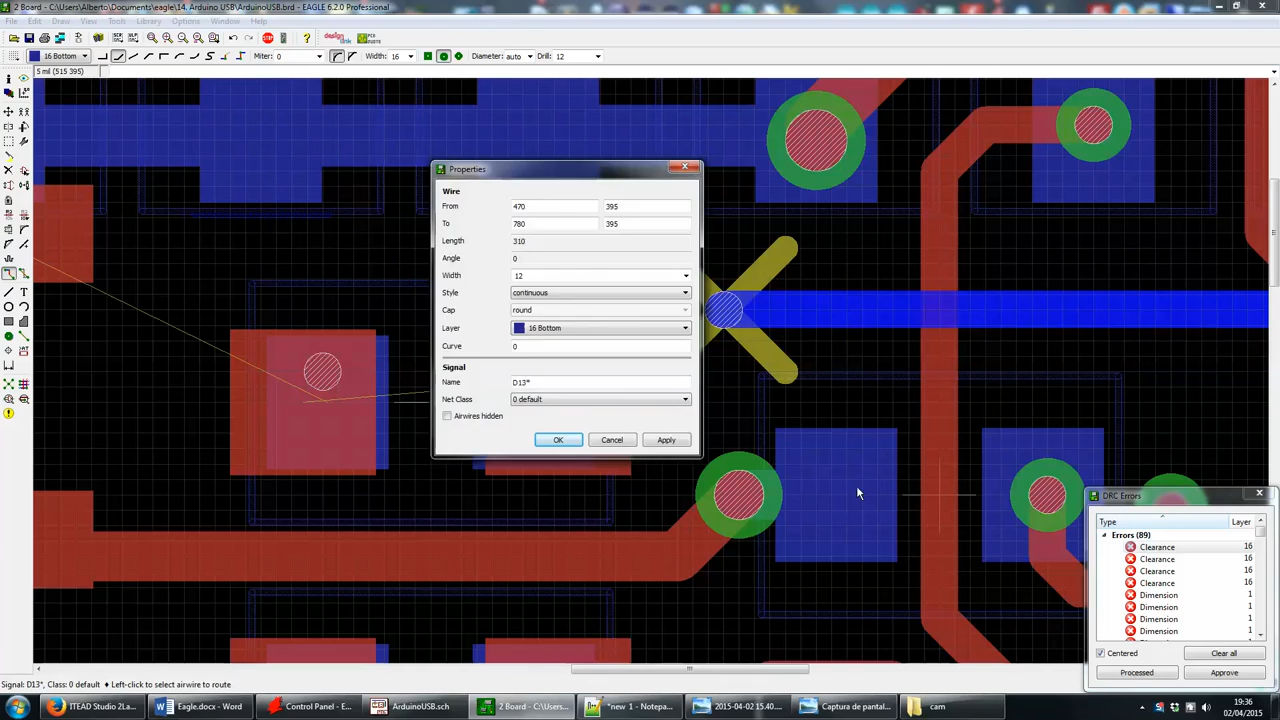 2 Board - C:\Users\Alberto\Documents\eagle\14. Arduino USB\ArduinoUSB.brd - EAGLE 6.2.0 Professional
File Edit Draw View Tools Library Options Window Help
16 Bottom Miter: 0 Width: 16 Diameter: auto Drill: 12
5 mil (515 395)
Properties
Wire
From 470 395
To 780 395
Length 310
Angle 0
Width 12
Style continuous
Cap round
Layer 16 Bottom
Curve 0
Signal
Name D13*
Net Class 0 default
Airwires hidden
OK Cancel Apply
DRC Errors
Type Layer
Errors (89)
Clearance 16
Clearance 16
Clearance 16
Clearance 16
Dimension 1
Dimension 1
Dimension 1
Dimension 1
Centered Clear all
Processed Approve
Signal: D13*, Class: 0 default Left-click to select airwire to route
ITEAD Studio 2La...
Eagle.docx - Word
Control Panel - E...
ArduinoUSB.sch
2 Board - C:\Users...
*new 1 - Notepa...
2015-04-02 15.40....
Captura de pantal...
cam
19:36
02/04/2015